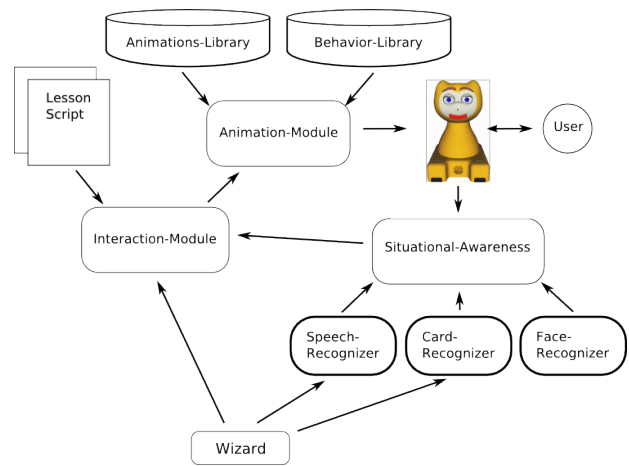 Animations-Library
Behavior-Library
Lesson
Script
Animation-Module
User
Interaction-Module
Situational-Awareness
Speech-
Recognizer
Card-
Recognizer
Face-
Recognizer
Wizard